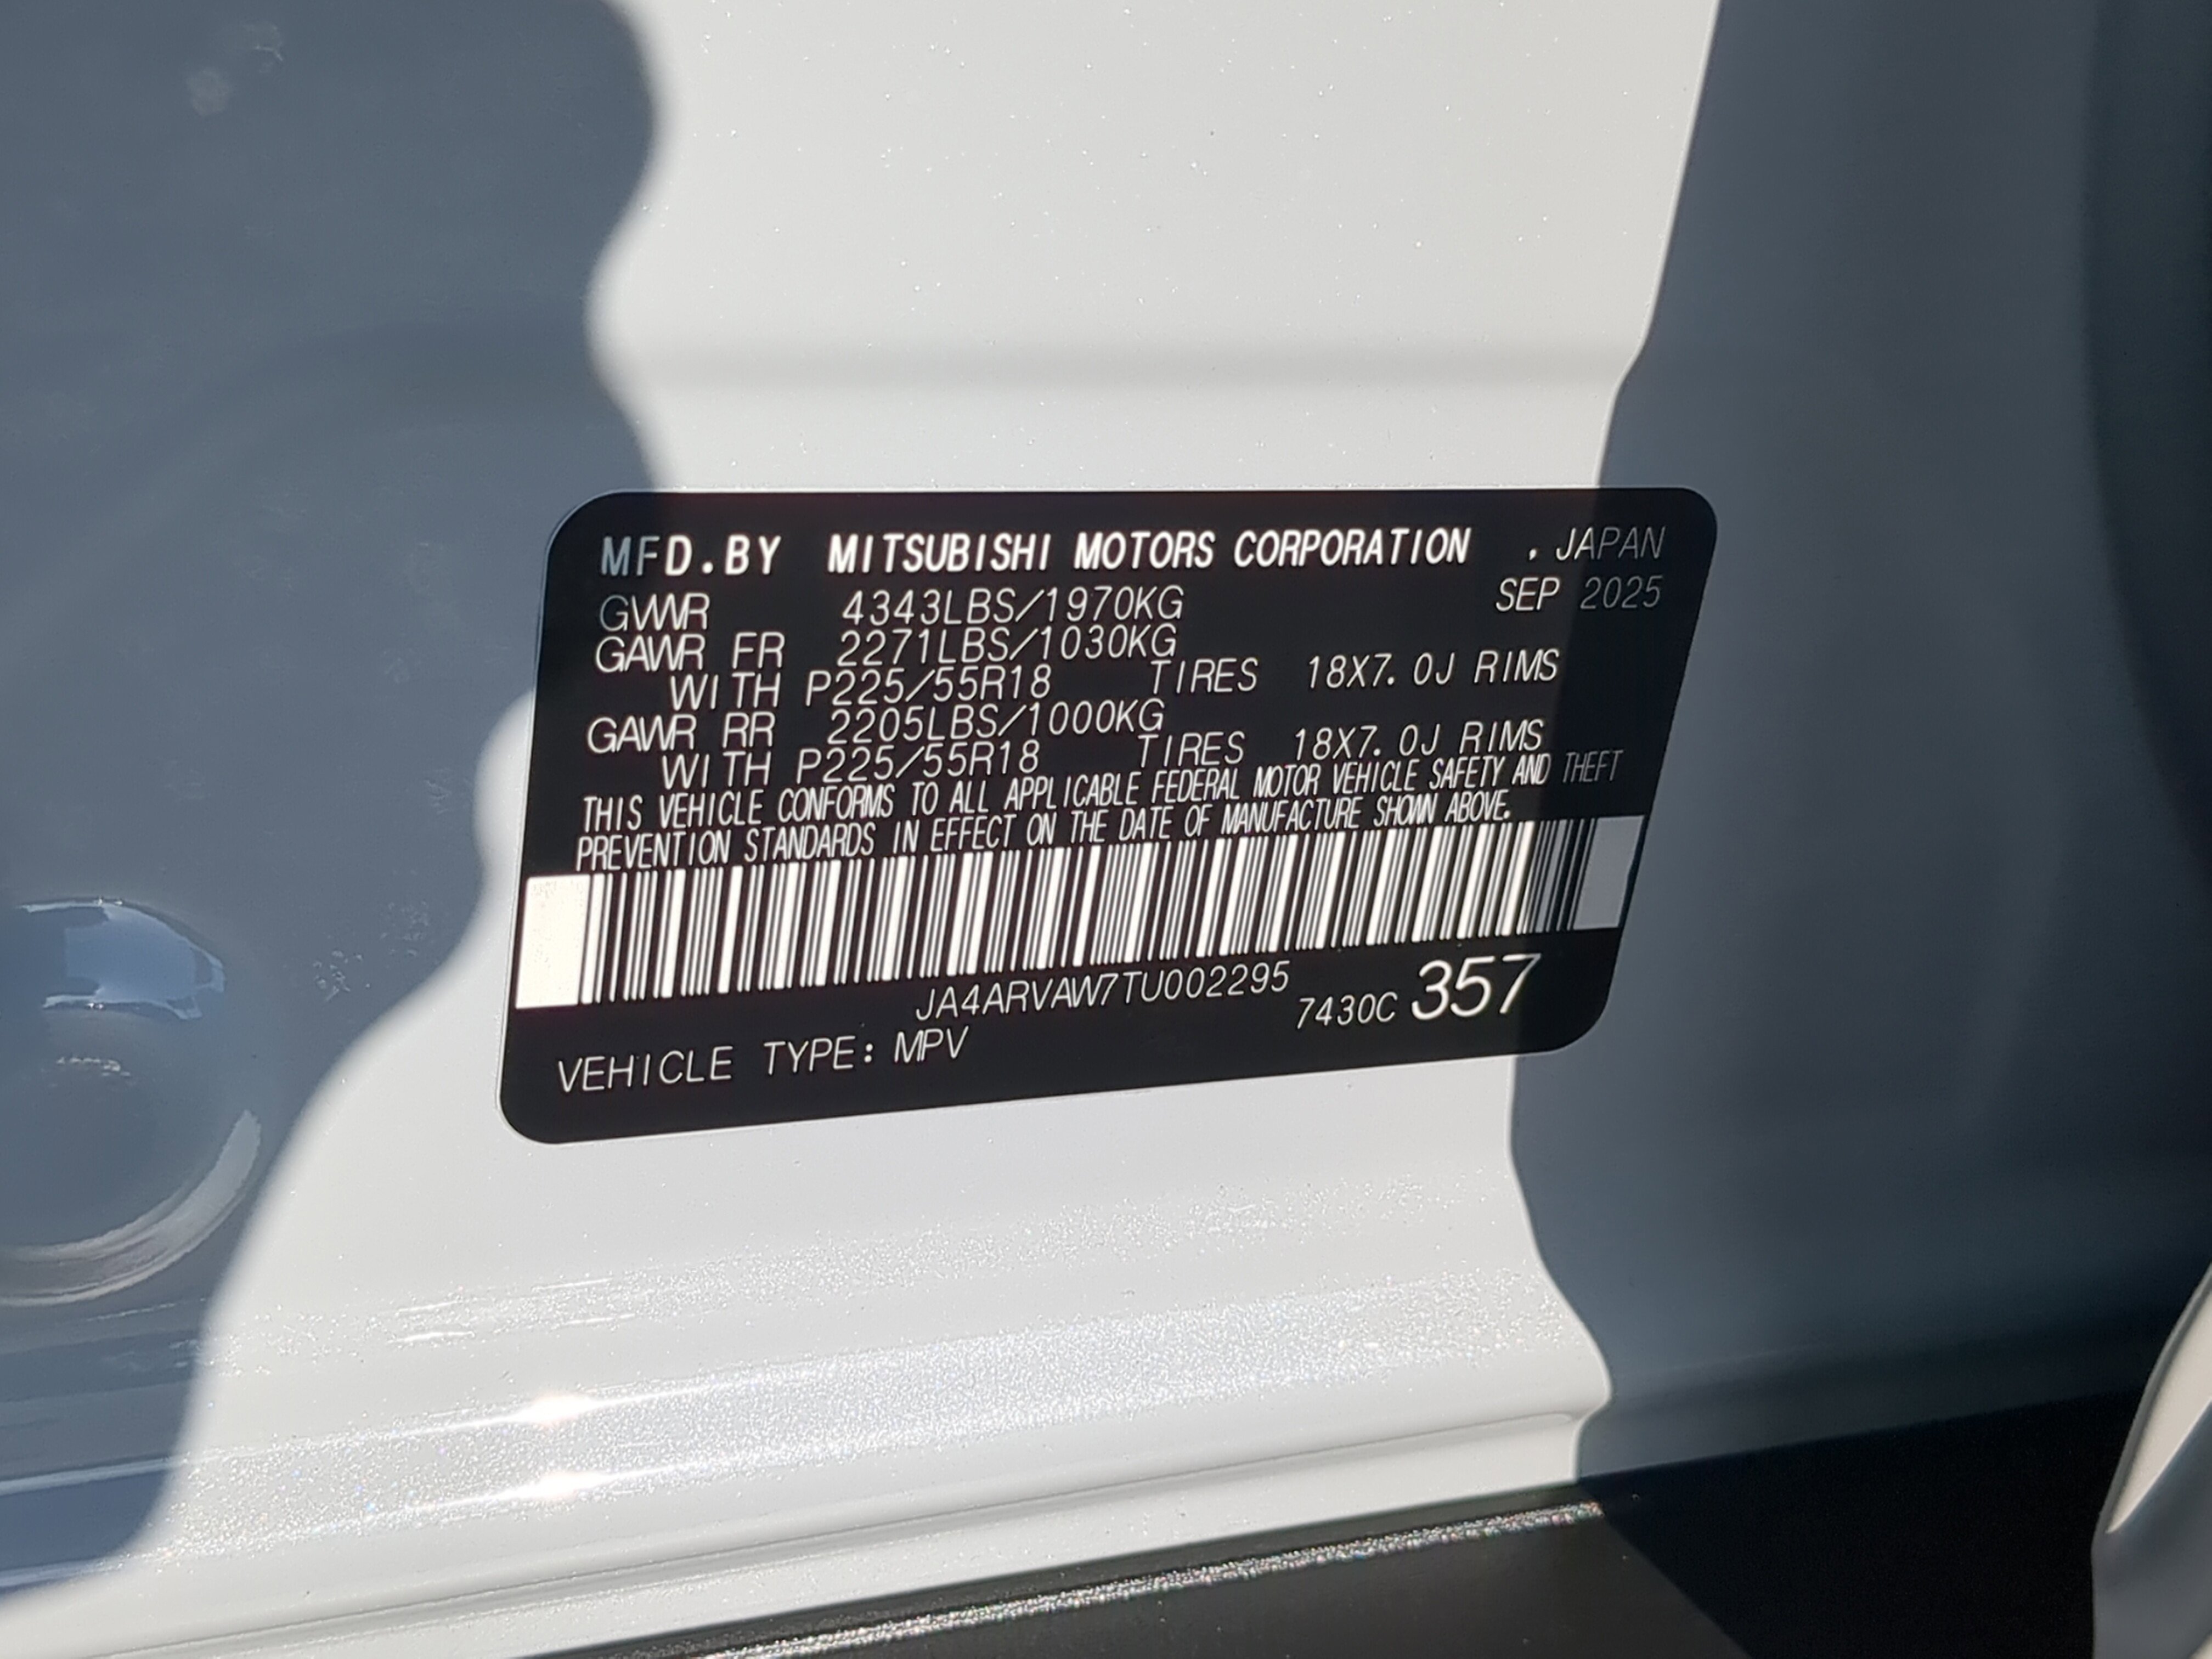 MFD.BY MITSUBISHI MOTORS CORPORATION , JAPAN
SEP 2025
GVWR 4343LBS/1970KG
GAWR FR 2271LBS/1030KG
WITH P225/55R18 TIRES 18X7.0J RIMS
GAWR RR 2205LBS/1000KG
WITH P225/55R18 TIRES 18X7.0J RIMS
THIS VEHICLE CONFORMS TO ALL APPLICABLE FEDERAL MOTOR VEHICLE SAFETY AND THEFT
PREVENTION STANDARDS IN EFFECT ON THE DATE OF MANUFACTURE SHOWN ABOVE.
JA4ARVAW7TU002295
7430C 357
VEHICLE TYPE: MPV